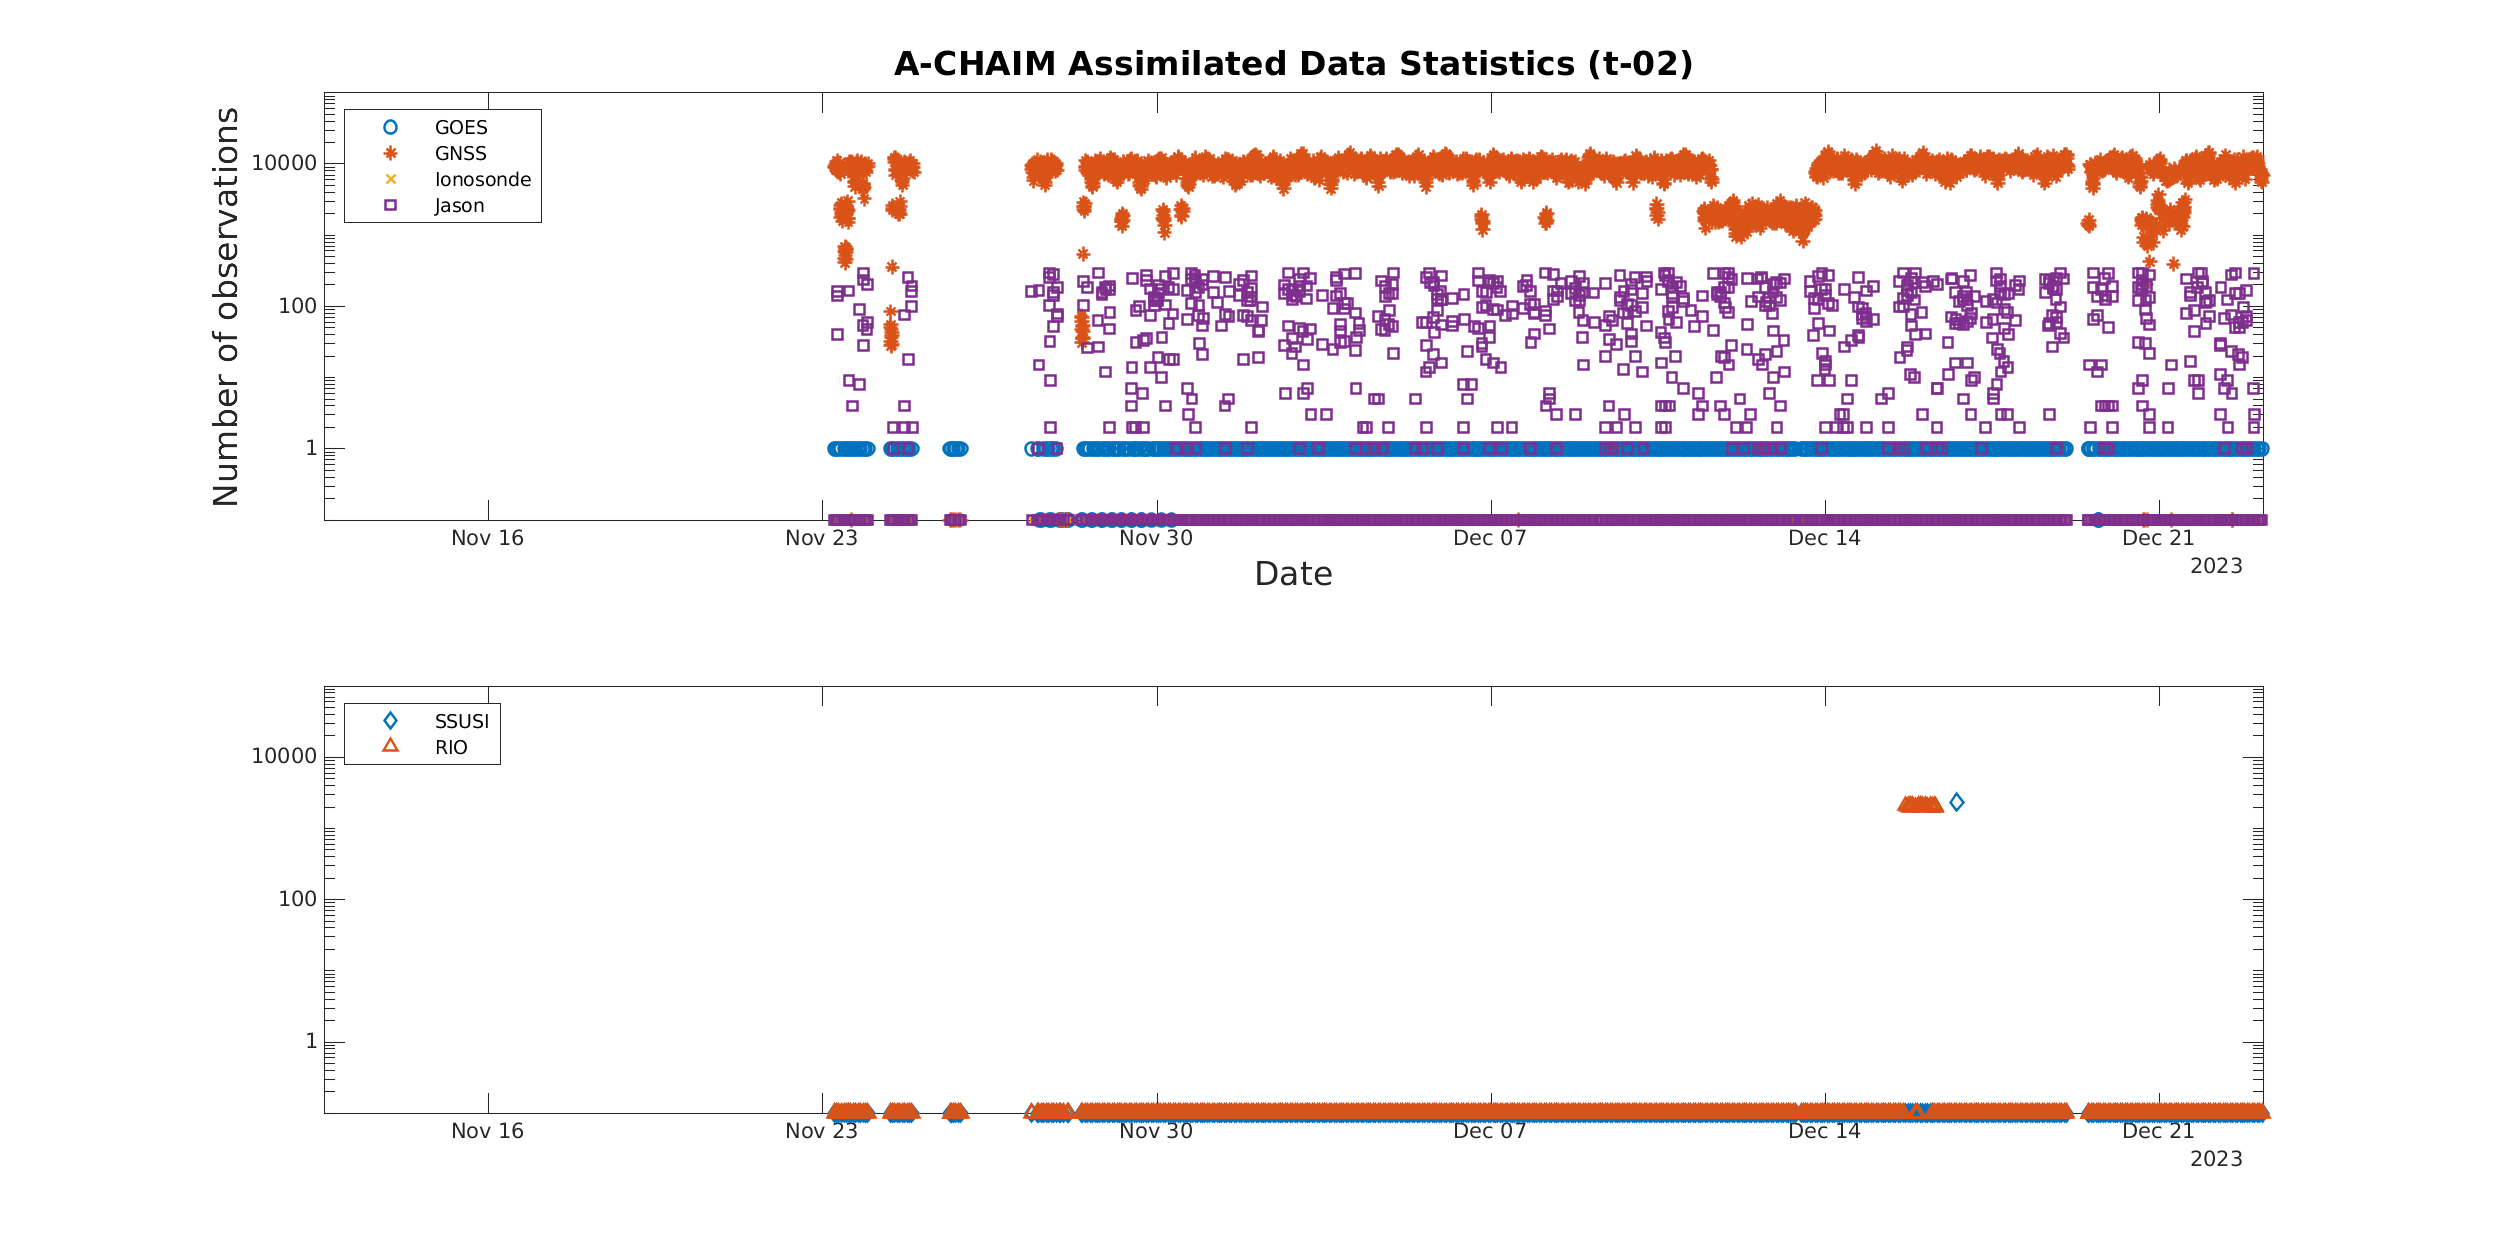 A-CHAIM Assimilated Data Statistics (t-02)
Number of observations
GOES
GNSS
Ionosonde
Jason
10000
100
1
Nov 16 Nov 23 Nov 30 Dec 07 Dec 14 Dec 21
2023
Date
SSUSI
RIO
10000
100
1
Nov 16 Nov 23 Nov 30 Dec 07 Dec 14 Dec 21
2023